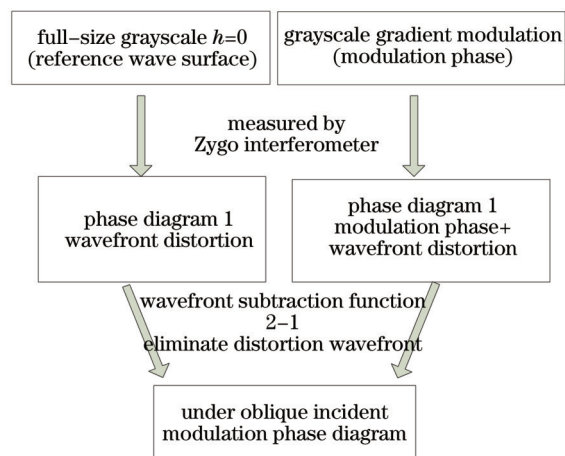 full–size grayscale h=0
(reference wave surface)
grayscale gradient modulation
(modulation phase)
measured by
Zygo interferometer
phase diagram 1
wavefront distortion
phase diagram 1
modulation phase+
wavefront distortion
wavefront subtraction function
2–1
eliminate distortion wavefront
under oblique incident
modulation phase diagram